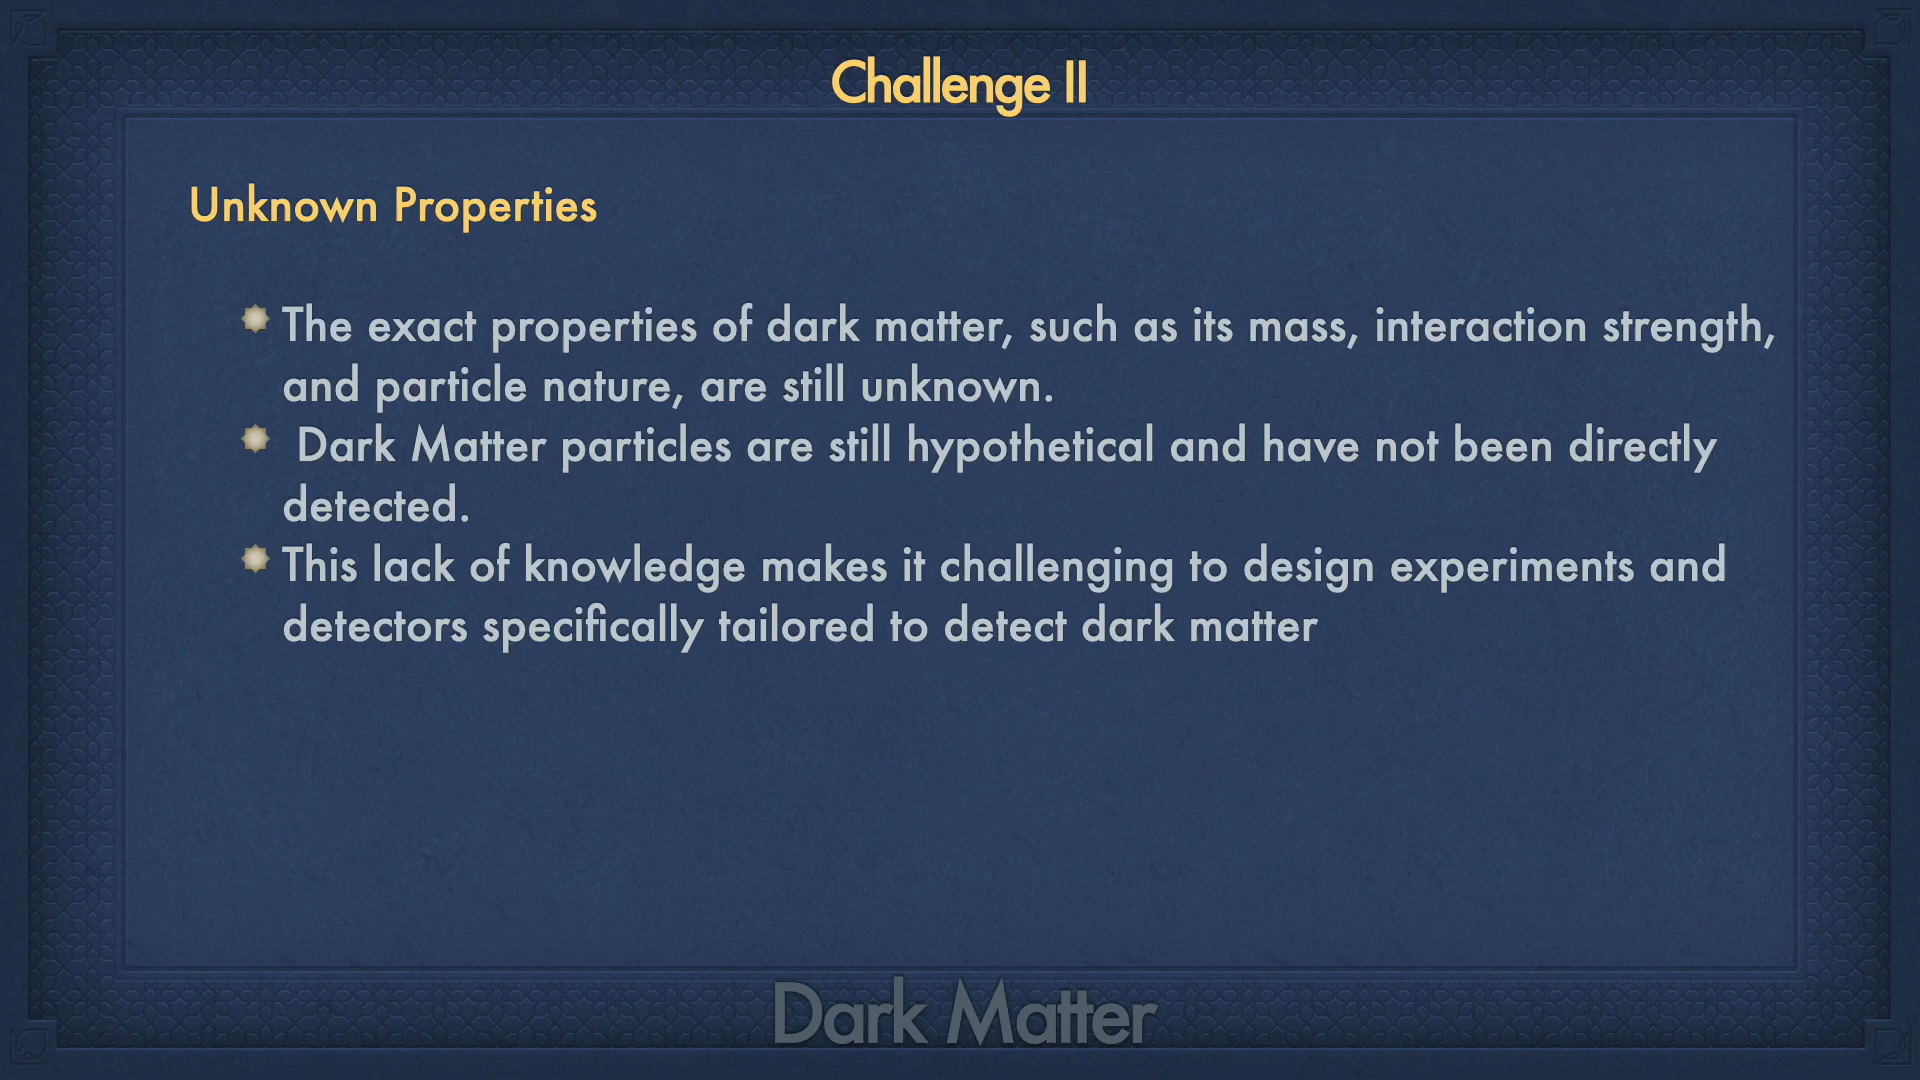 Challenge II
Unknown Properties
The exact properties of dark matter, such as its mass, interaction strength,
and particle nature, are still unknown.
Dark Matter particles are still hypothetical and have not been directly
detected.
This lack of knowledge makes it challenging to design experiments and
detectors specifically tailored to detect dark matter
Dark Matter